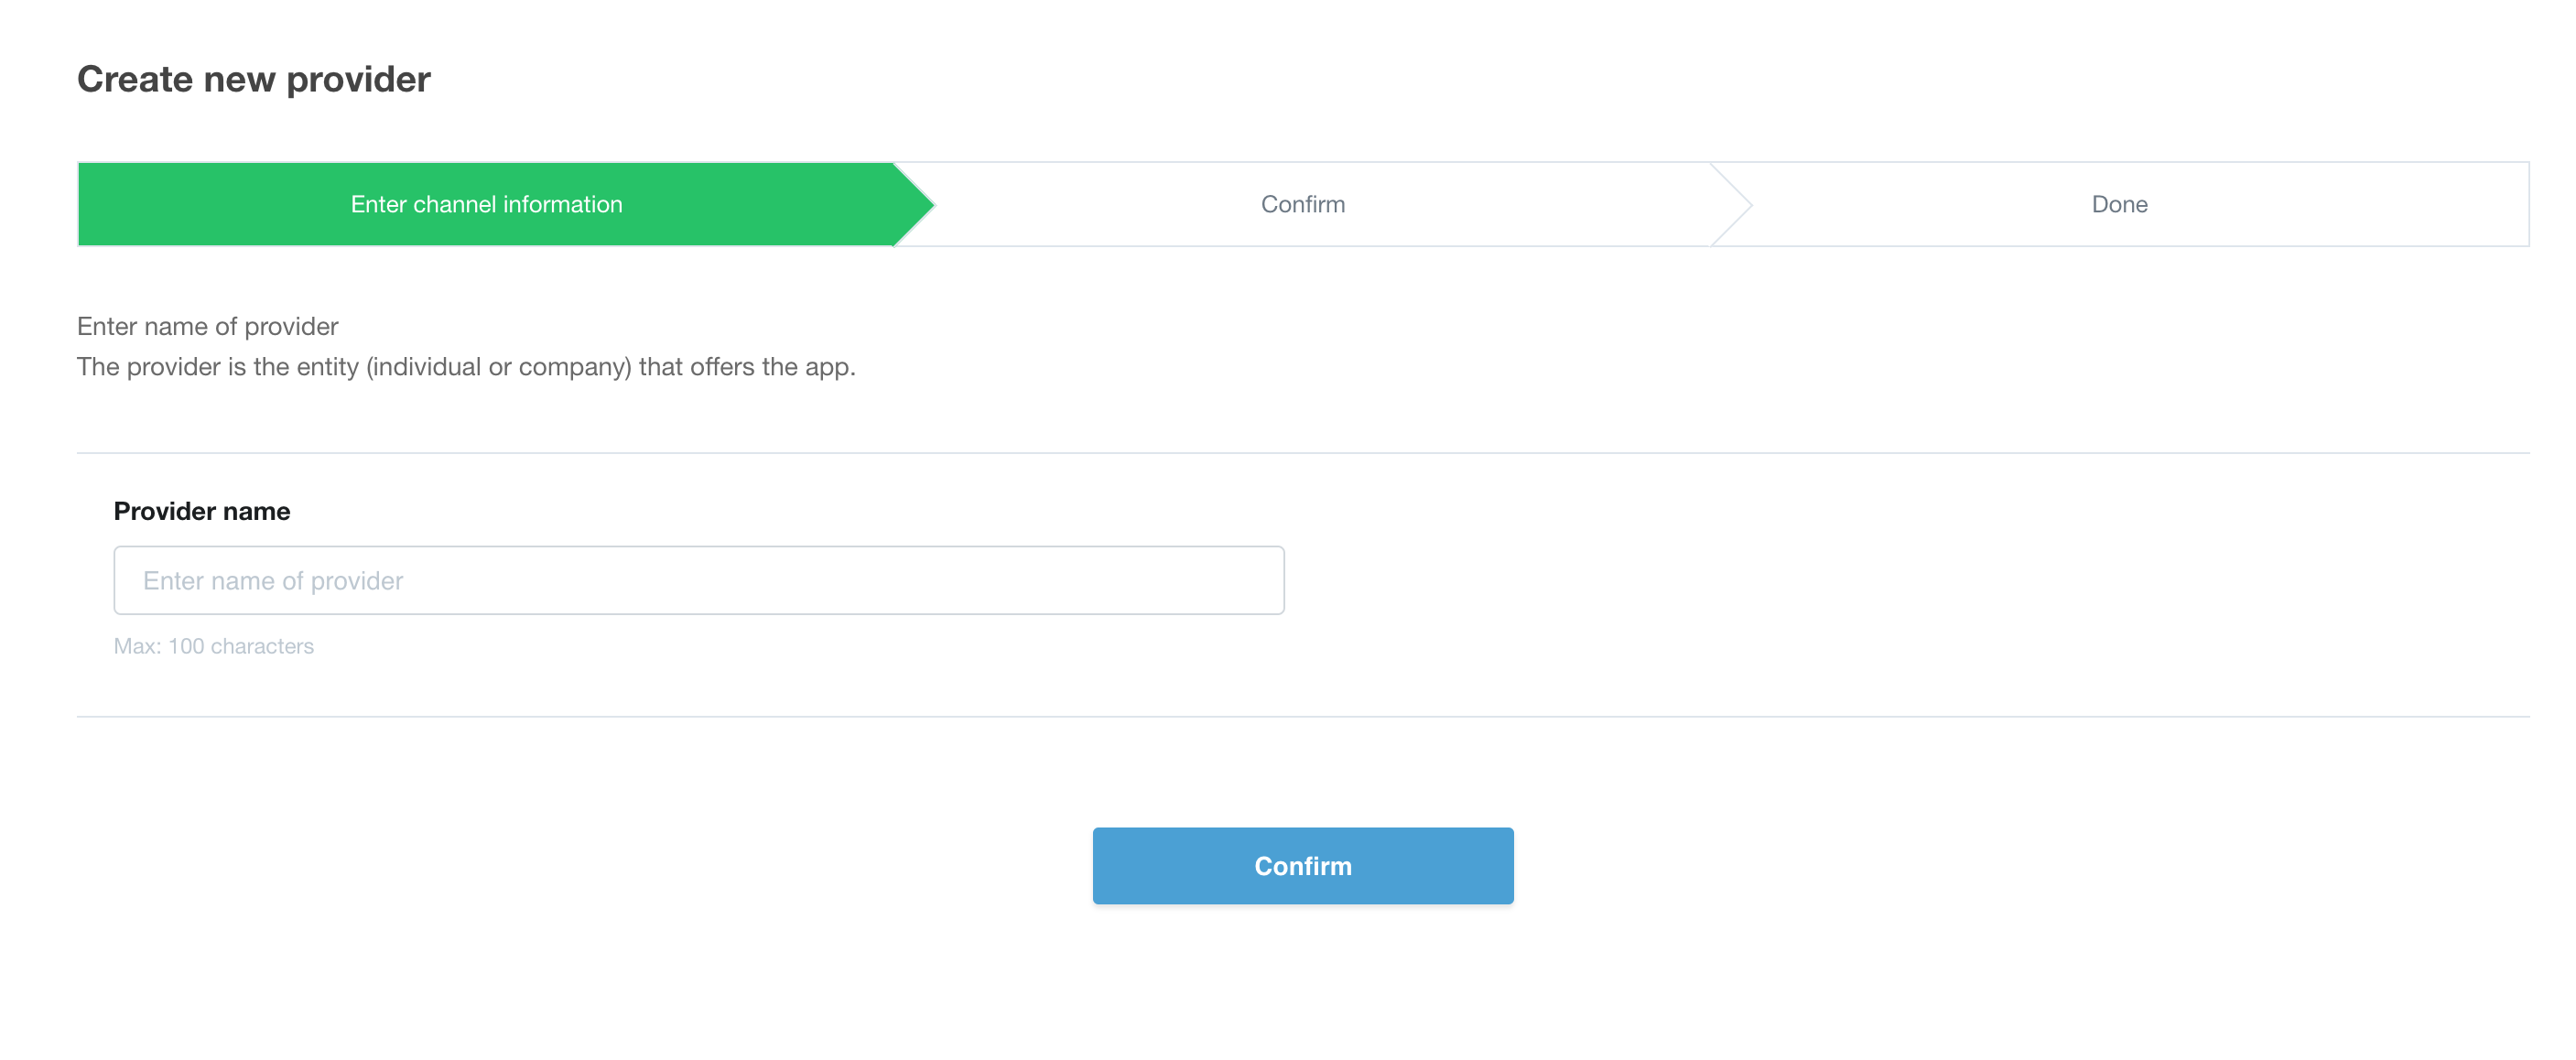 Create new provider
Enter channel information
Confirm
Done
Enter name of provider
The provider is the entity (individual or company) that offers the app.
Provider name
Enter name of provider
Max: 100 characters
Confirm